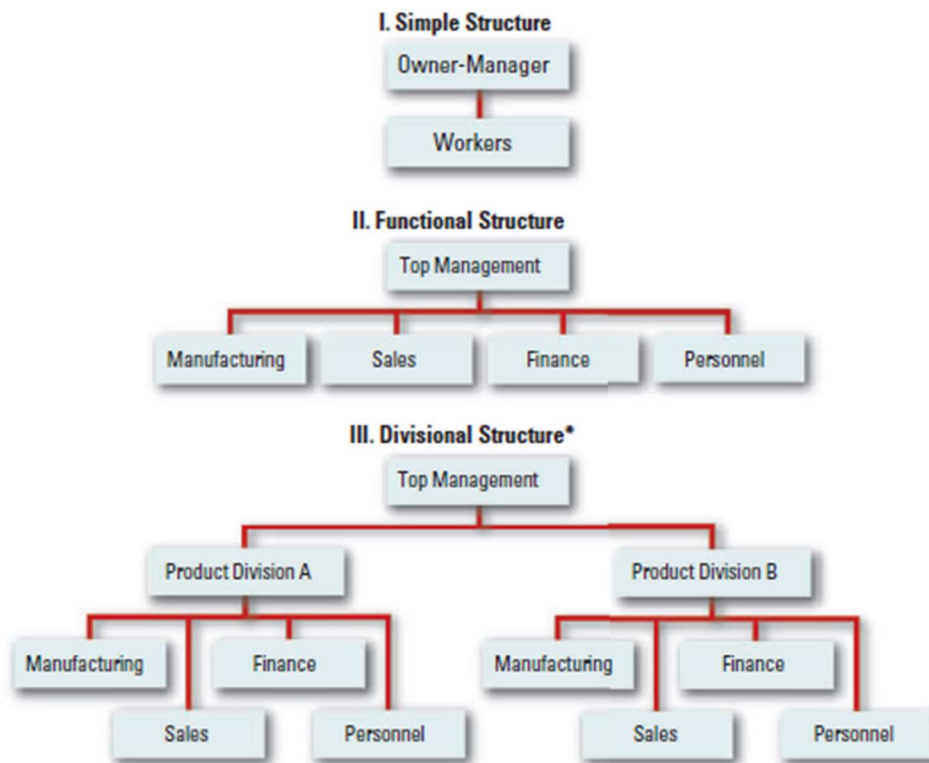 I. Simple Structure
Owner-Manager
Workers
II. Functional Structure
Top Management
Manufacturing
Sales
Finance
Personnel
III. Divisional Structure*
Top Management
Product Division A
Product Division B
Manufacturing
Finance
Manufacturing
Finance
Sales
Personnel
Sales
Personnel